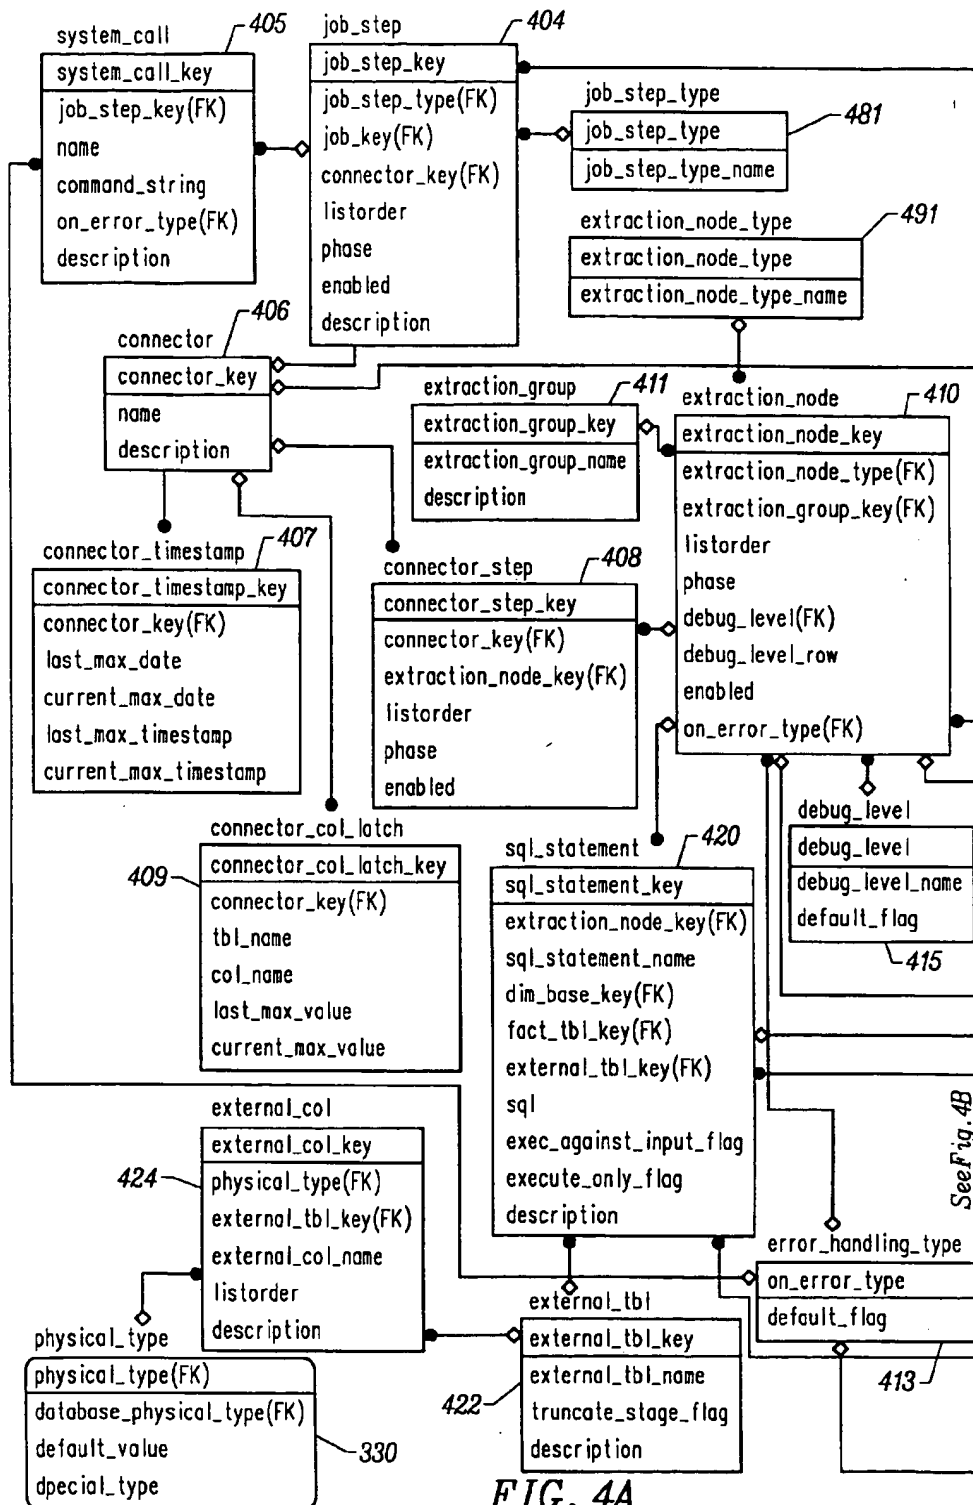 system_call
405
system_call_key
job_step_key(FK)
name
command_string
on_error_type(FK)
description
job_step
404
job_step_key
job_step_type(FK)
job_key(FK)
connector_key(FK)
listorder
phase
enabled
description
job_step_type
481
job_step_type
job_step_type_name
extraction_node_type
491
extraction_node_type
extraction_node_type_name
connector
406
connector_key
name
description
extraction_group
411
extraction_group_key
extraction_group_name
description
extraction_node
410
extraction_node_key
extraction_node_type(FK)
extraction_group_key(FK)
listorder
phase
debug_level(FK)
debug_level_row
enabled
on_error_type(FK)
connector_timestamp
407
connector_timestamp_key
connector_key(FK)
last_max_date
current_max_date
last_max_timestamp
current_max_timestamp
connector_step
408
connector_step_key
connector_key(FK)
extraction_node_key(FK)
listorder
phase
enabled
debug_level
debug_level
debug_level_name
default_flag
415
connector_col_latch
409
connector_col_latch_key
connector_key(FK)
tbl_name
col_name
last_max_value
current_max_value
sql_statement
420
sql_statement_key
extraction_node_key(FK)
sql_statement_name
dim_base_key(FK)
fact_tbl_key(FK)
external_tbl_key(FK)
sql
exec_against_input_flag
execute_only_flag
description
See Fig. 4B
external_col
424
external_col_key
physical_type(FK)
external_tbl_key(FK)
external_col_name
listorder
description
error_handling_type
on_error_type
default_flag
413
physical_type
physical_type(FK)
database_physical_type(FK)
default_value
dpecial_type
330
external_tbl
422
external_tbl_key
external_tbl_name
truncate_stage_flag
description
FIG. 4A